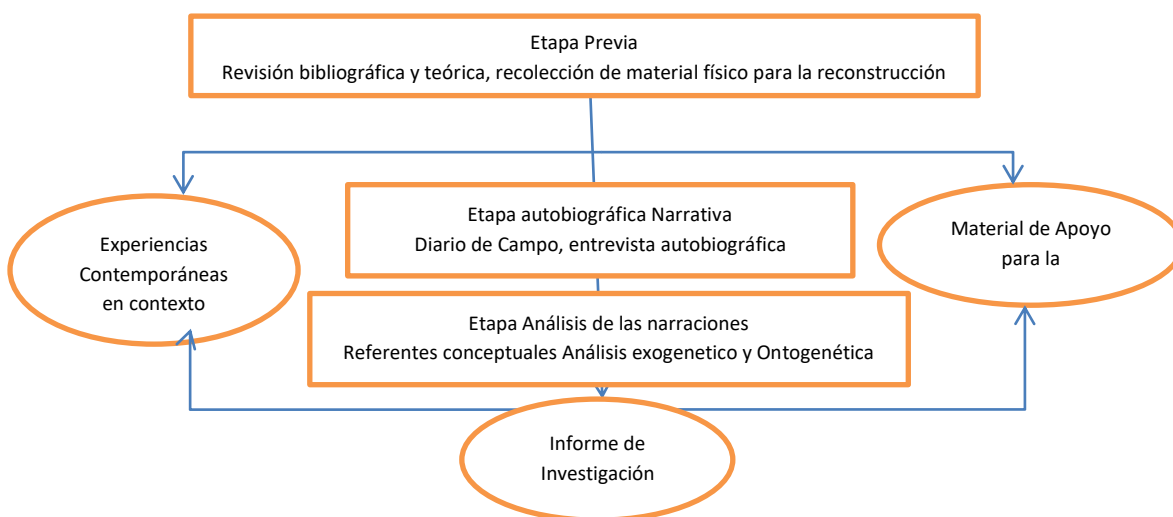 Etapa Previa
Revisión bibliográfica y teórica, recolección de material físico para la reconstrucción
Etapa autobiográfica Narrativa
Diario de Campo, entrevista autobiográfica
Experiencias
Contemporáneas
en contexto
Material de Apoyo
para la
Etapa Análisis de las narraciones
Referentes conceptuales Análisis exogenetico y Ontogenética
Informe de
Investigación